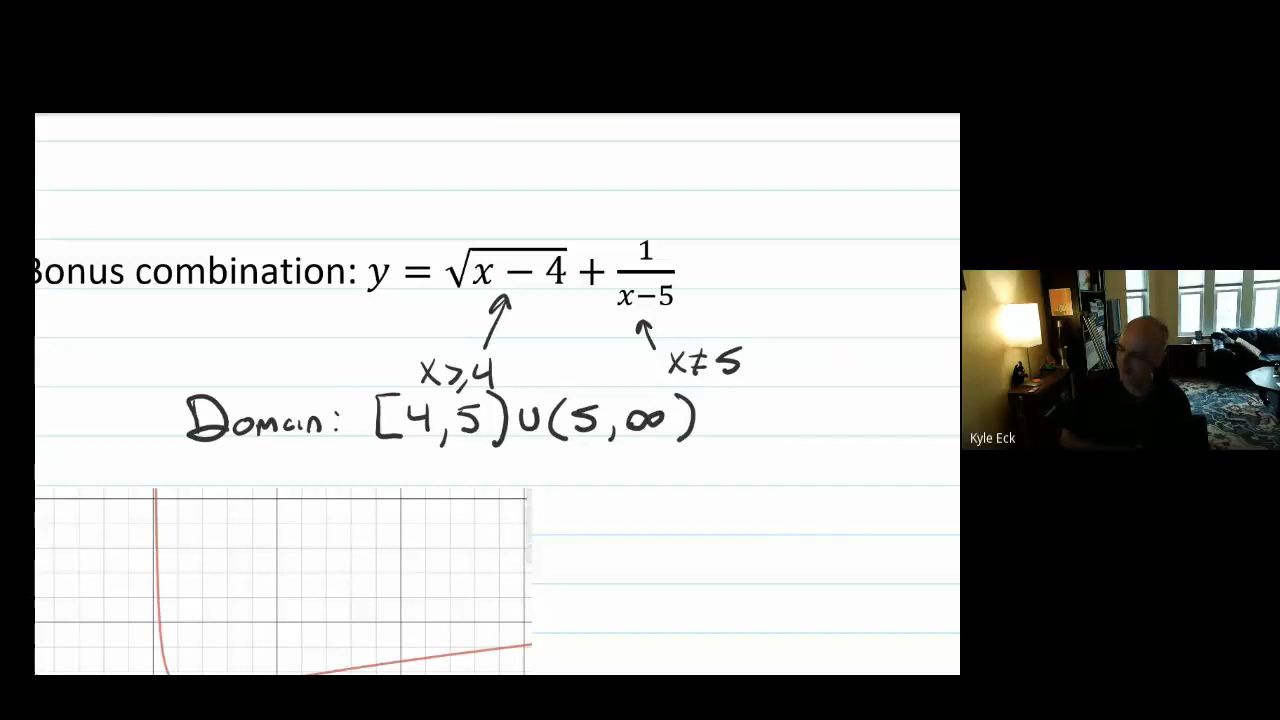 Bonus combination: y = √(x − 4) + 1/(x−5)
x ≥ 4
x ≠ 5
Domain: [4, 5) ∪ (5, ∞)
Kyle Eck